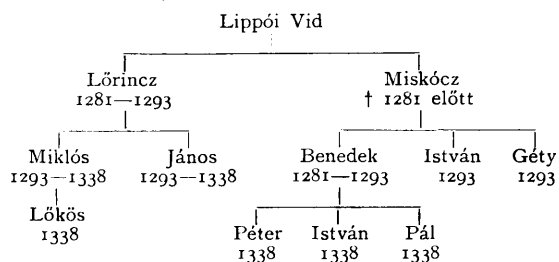 Lippói Vid
Lőrincz Miskócz
1281—1293 † 1281 előtt
Miklós János Benedek István Géty
1293—1338 1293—1338 1281—1293 1293 1293
Lőkös
1338
Péter István Pál
1338 1338 1338